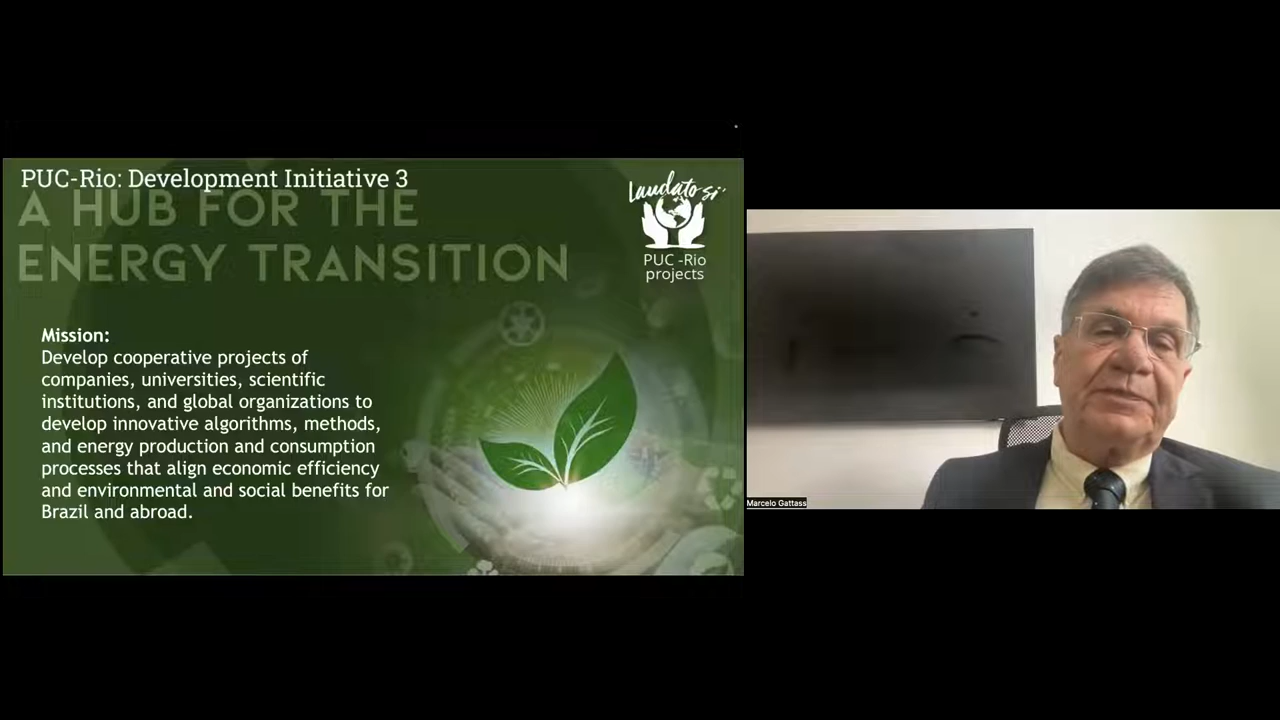 PUC-Rio: Development Initiative 3
A HUB FOR THE
ENERGY TRANSITION
Laudato Si'
PUC -Rio
projects
Mission:
Develop cooperative projects of
companies, universities, scientific
institutions, and global organizations to
develop innovative algorithms, methods,
and energy production and consumption
processes that align economic efficiency
and environmental and social benefits for
Brazil and abroad.
Marcelo Gattass